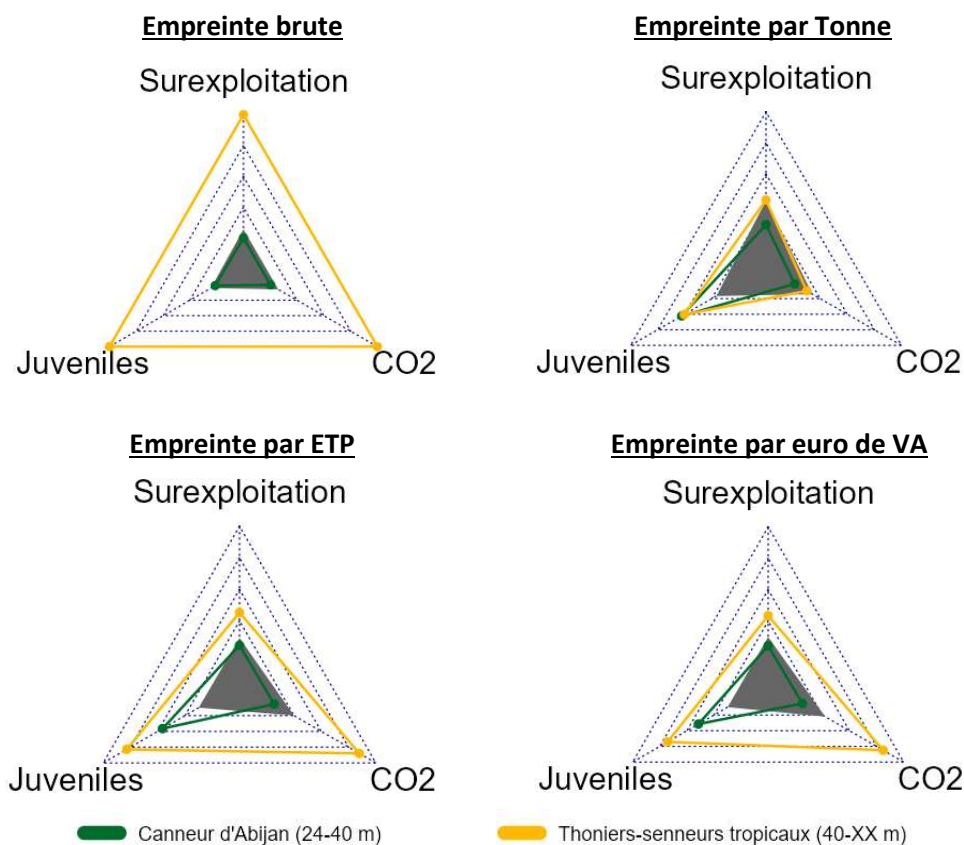 Empreinte brute
Empreinte par Tonne
Surexploitation
Surexploitation
Juveniles
CO2
Juveniles
CO2
Empreinte par ETP
Empreinte par euro de VA
Surexploitation
Surexploitation
Juveniles
CO2
Juveniles
CO2
Canneur d'Abijan (24-40 m)
Thoniers-senneurs tropicaux (40-XX m)